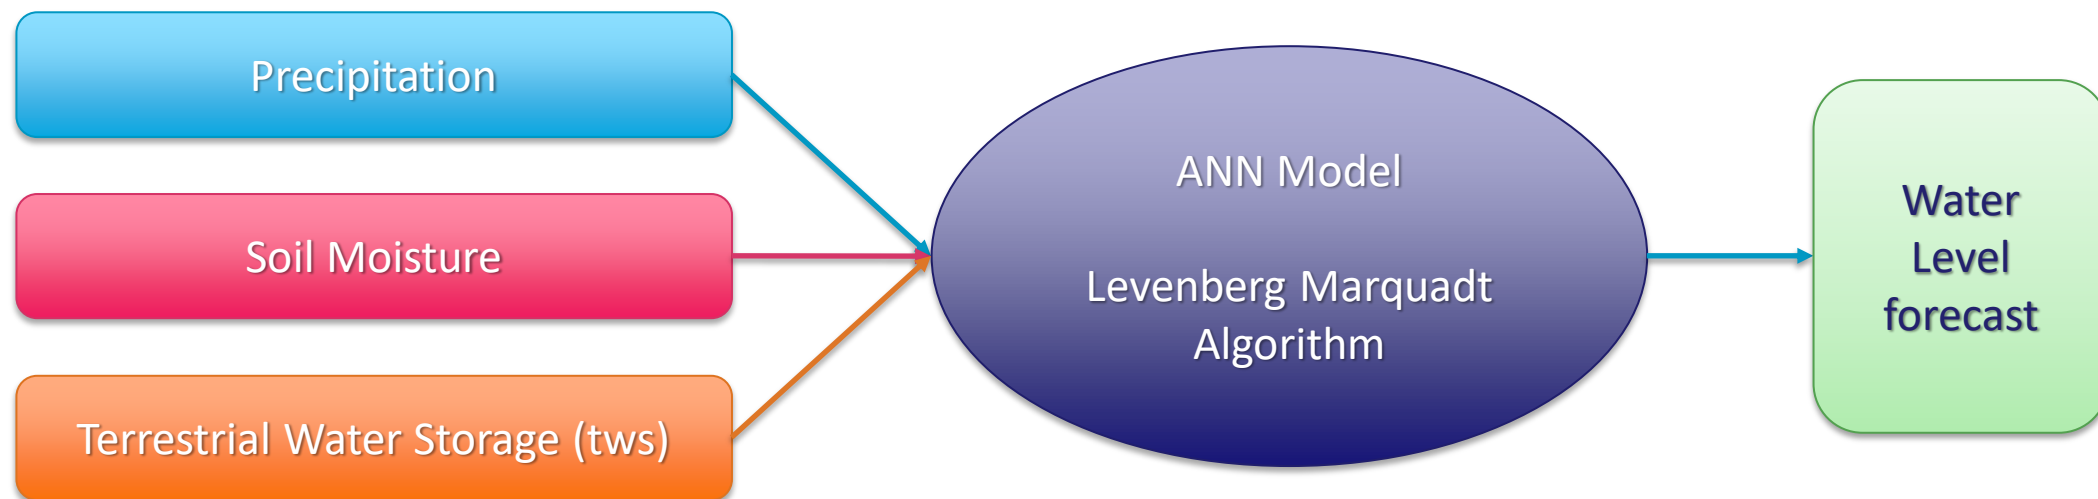 Precipitation
Soil Moisture
Terrestrial Water Storage (tws)
ANN Model
Levenberg Marquadt
Algorithm
Water
Level
forecast